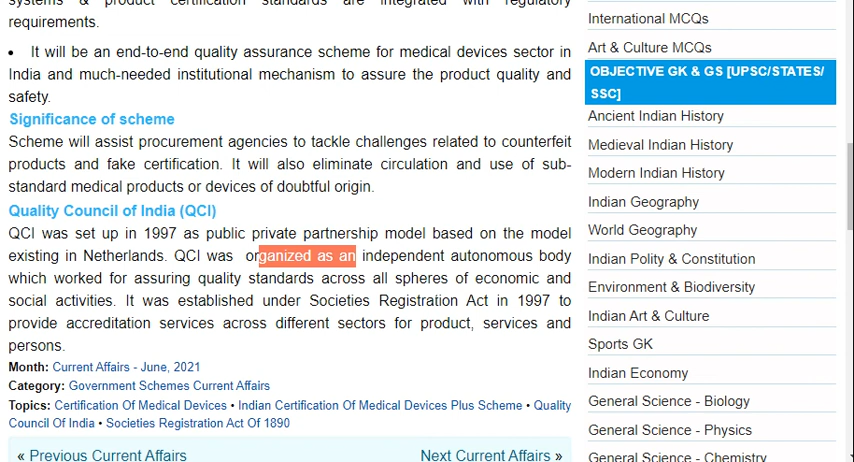 systems & product certification standards are integrated with regulatory
requirements.
• It will be an end-to-end quality assurance scheme for medical devices sector in
India and much-needed institutional mechanism to assure the product quality and
safety.
Significance of scheme
Scheme will assist procurement agencies to tackle challenges related to counterfeit
products and fake certification. It will also eliminate circulation and use of sub-
standard medical products or devices of doubtful origin.
Quality Council of India (QCI)
QCI was set up in 1997 as public private partnership model based on the model
existing in Netherlands. QCI was organized as an independent autonomous body
which worked for assuring quality standards across all spheres of economic and
social activities. It was established under Societies Registration Act in 1997 to
provide accreditation services across different sectors for product, services and
persons.
Month: Current Affairs - June, 2021
Category: Government Schemes Current Affairs
Topics: Certification Of Medical Devices • Indian Certification Of Medical Devices Plus Scheme • Quality
Council Of India • Societies Registration Act Of 1890
« Previous Current Affairs
Next Current Affairs »
International MCQs
Art & Culture MCQs
OBJECTIVE GK & GS [UPSC/STATES/
SSC]
Ancient Indian History
Medieval Indian History
Modern Indian History
Indian Geography
World Geography
Indian Polity & Constitution
Environment & Biodiversity
Indian Art & Culture
Sports GK
Indian Economy
General Science - Biology
General Science - Physics
General Science - Chemistry